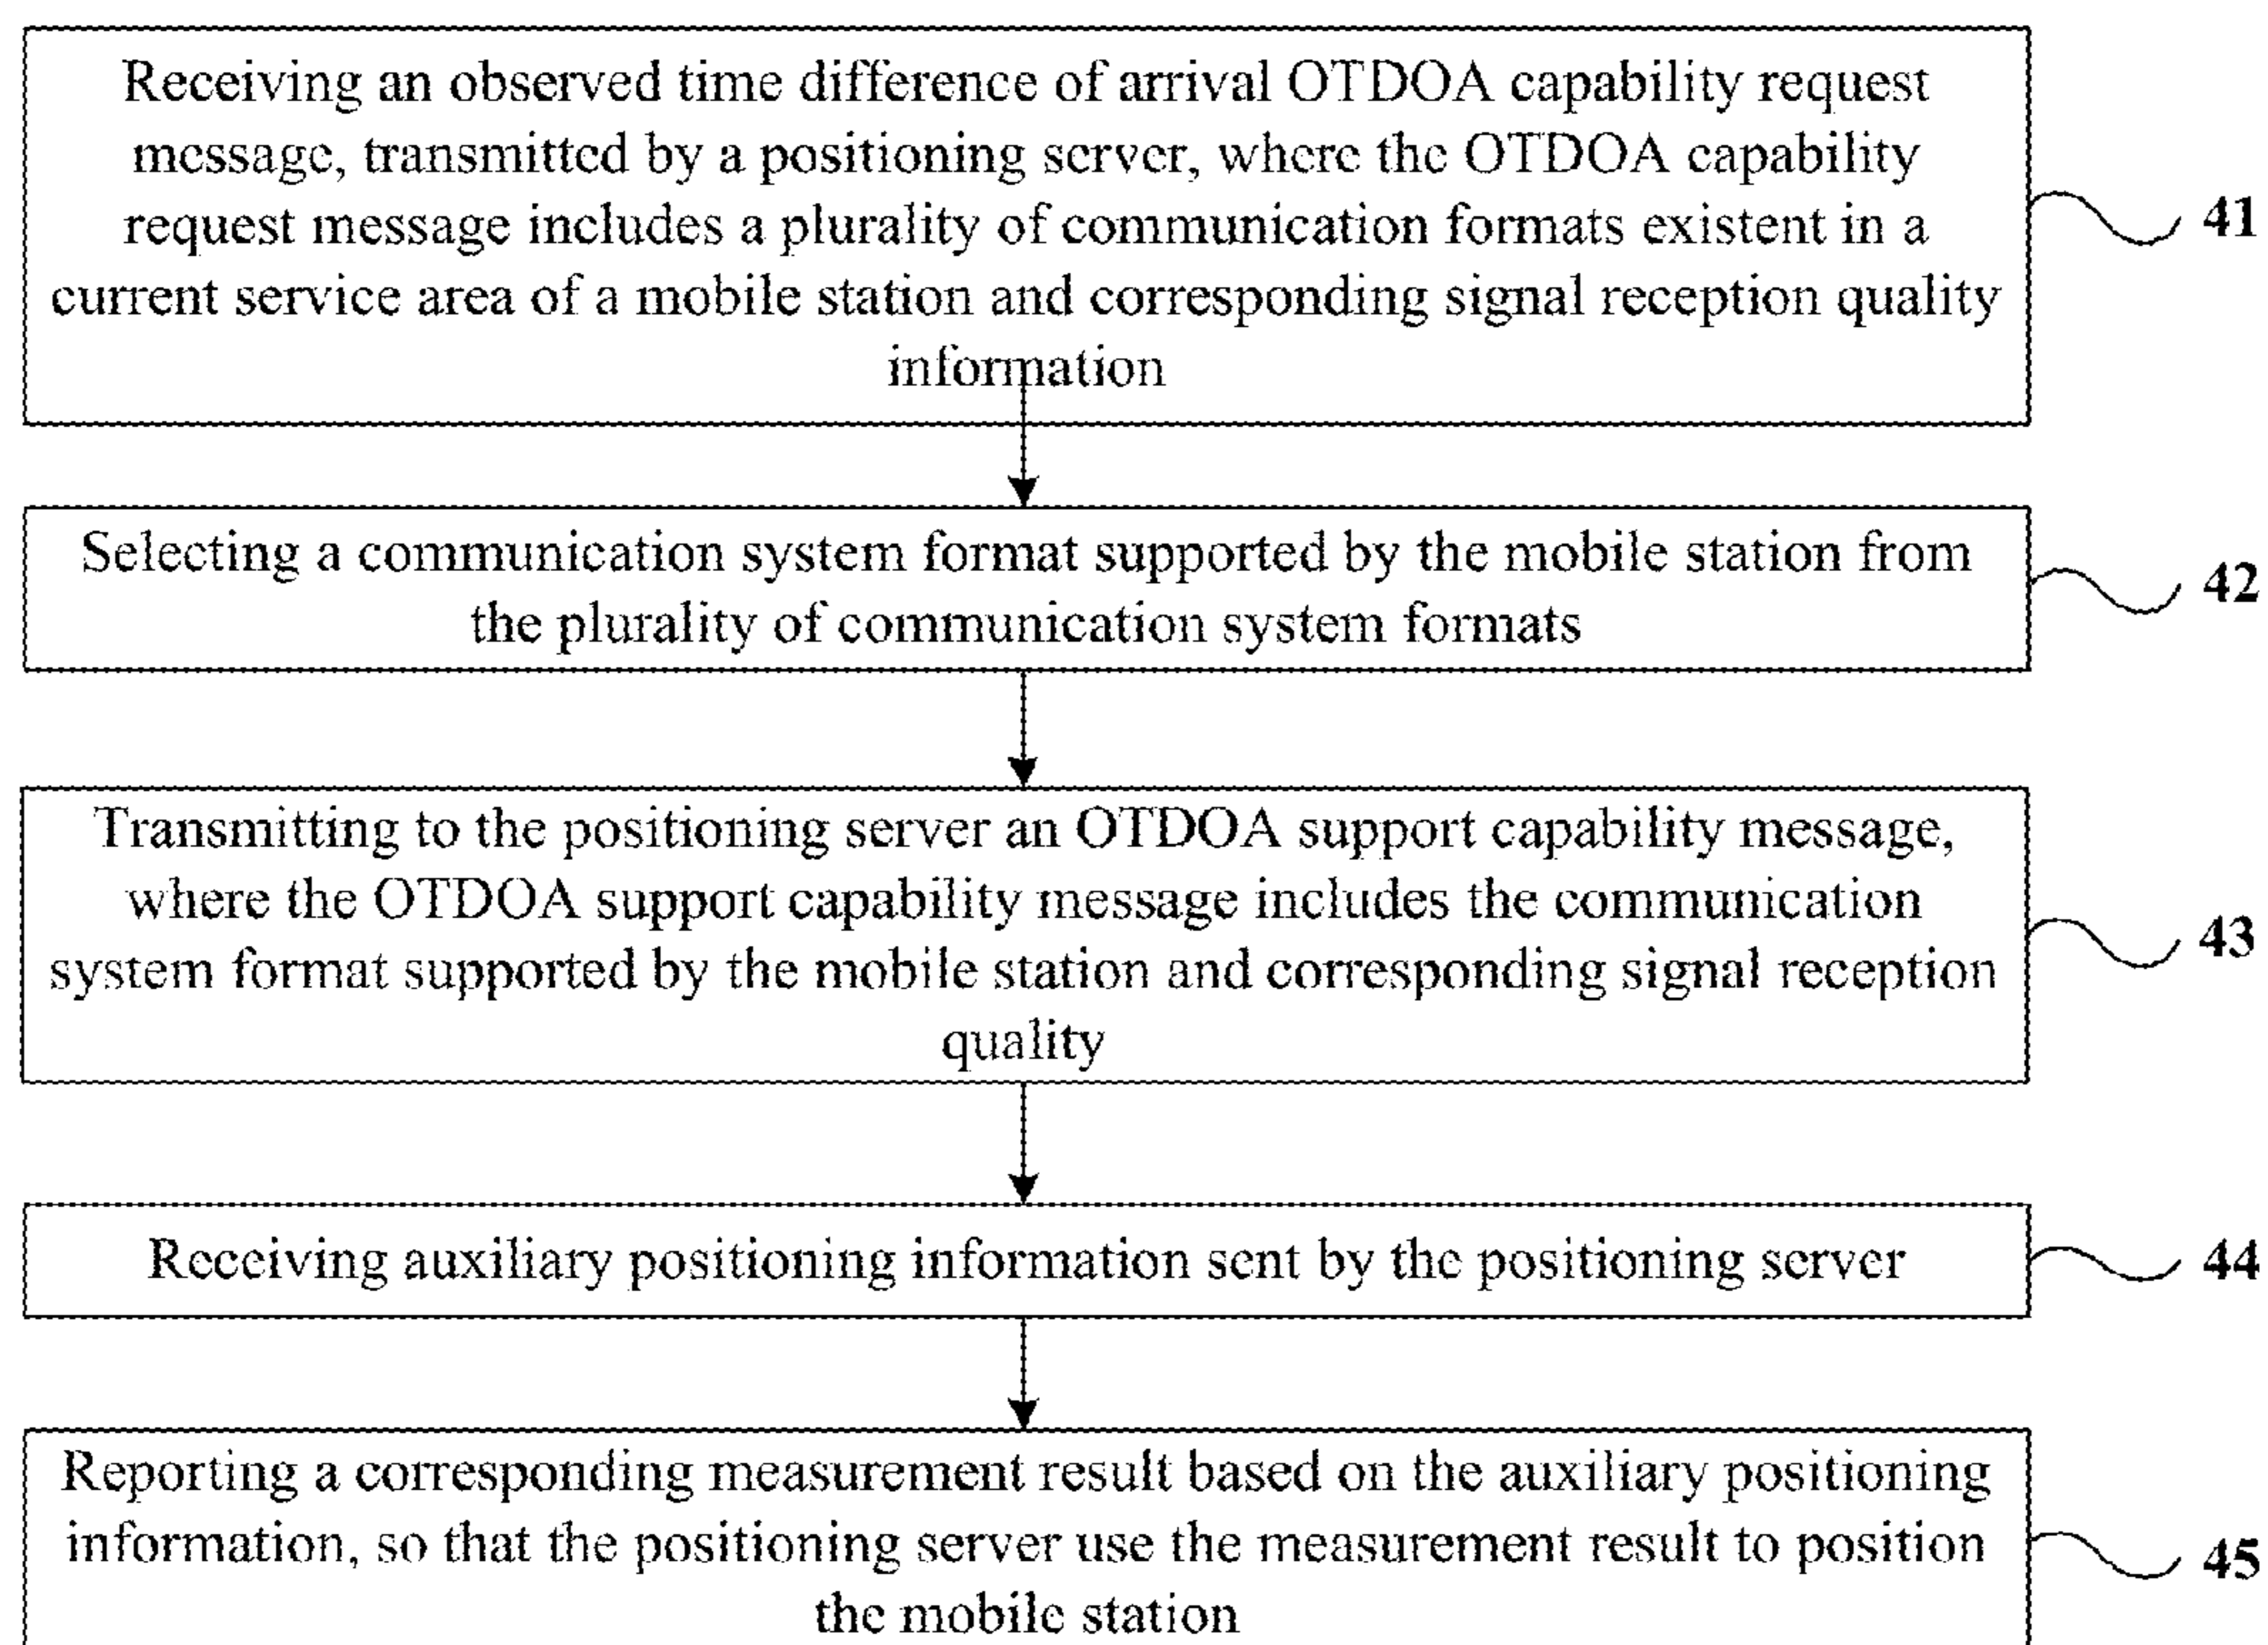 Receiving an observed time difference of arrival OTDOA capability request
message, transmitted by a positioning server, where the OTDOA capability
request message includes a plurality of communication formats existent in a
current service area of a mobile station and corresponding signal reception quality
information
41
Selecting a communication system format supported by the mobile station from
the plurality of communication system formats
42
Transmitting to the positioning server an OTDOA support capability message,
where the OTDOA support capability message includes the communication
system format supported by the mobile station and corresponding signal reception
quality
43
Receiving auxiliary positioning information sent by the positioning server
44
Reporting a corresponding measurement result based on the auxiliary positioning
information, so that the positioning server use the measurement result to position
the mobile station
45